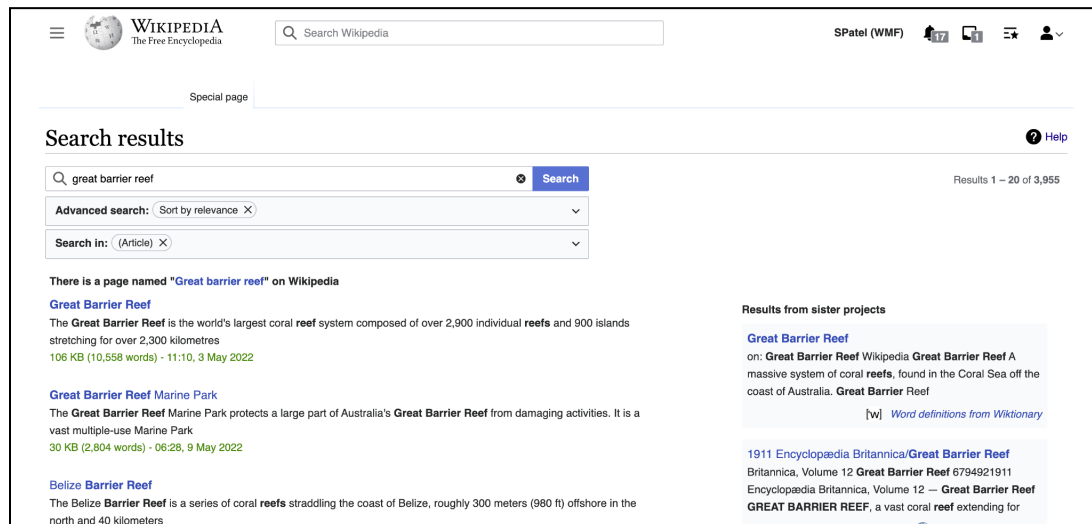 WIKIPEDIA
The Free Encyclopedia
Search Wikipedia
SPatel (WMF)
17
1
Special page
Search results
? Help
great barrier reef
Search
Results 1 – 20 of 3,955
Advanced search: Sort by relevance
Search in: (Article)
There is a page named "Great barrier reef" on Wikipedia
Great Barrier Reef
The Great Barrier Reef is the world's largest coral reef system composed of over 2,900 individual reefs and 900 islands
stretching for over 2,300 kilometres
106 KB (10,558 words) - 11:10, 3 May 2022
Great Barrier Reef Marine Park
The Great Barrier Reef Marine Park protects a large part of Australia's Great Barrier Reef from damaging activities. It is a
vast multiple-use Marine Park
30 KB (2,804 words) - 06:28, 9 May 2022
Belize Barrier Reef
The Belize Barrier Reef is a series of coral reefs straddling the coast of Belize, roughly 300 meters (980 ft) offshore in the
north and 40 kilometers
Results from sister projects
Great Barrier Reef
on: Great Barrier Reef Wikipedia Great Barrier Reef A
massive system of coral reefs, found in the Coral Sea off the
coast of Australia. Great Barrier Reef
['w] Word definitions from Wiktionary
1911 Encyclopædia Britannica/Great Barrier Reef
Britannica, Volume 12 Great Barrier Reef 6794921911
Encyclopædia Britannica, Volume 12 — Great Barrier Reef
GREAT BARRIER REEF, a vast coral reef extending for